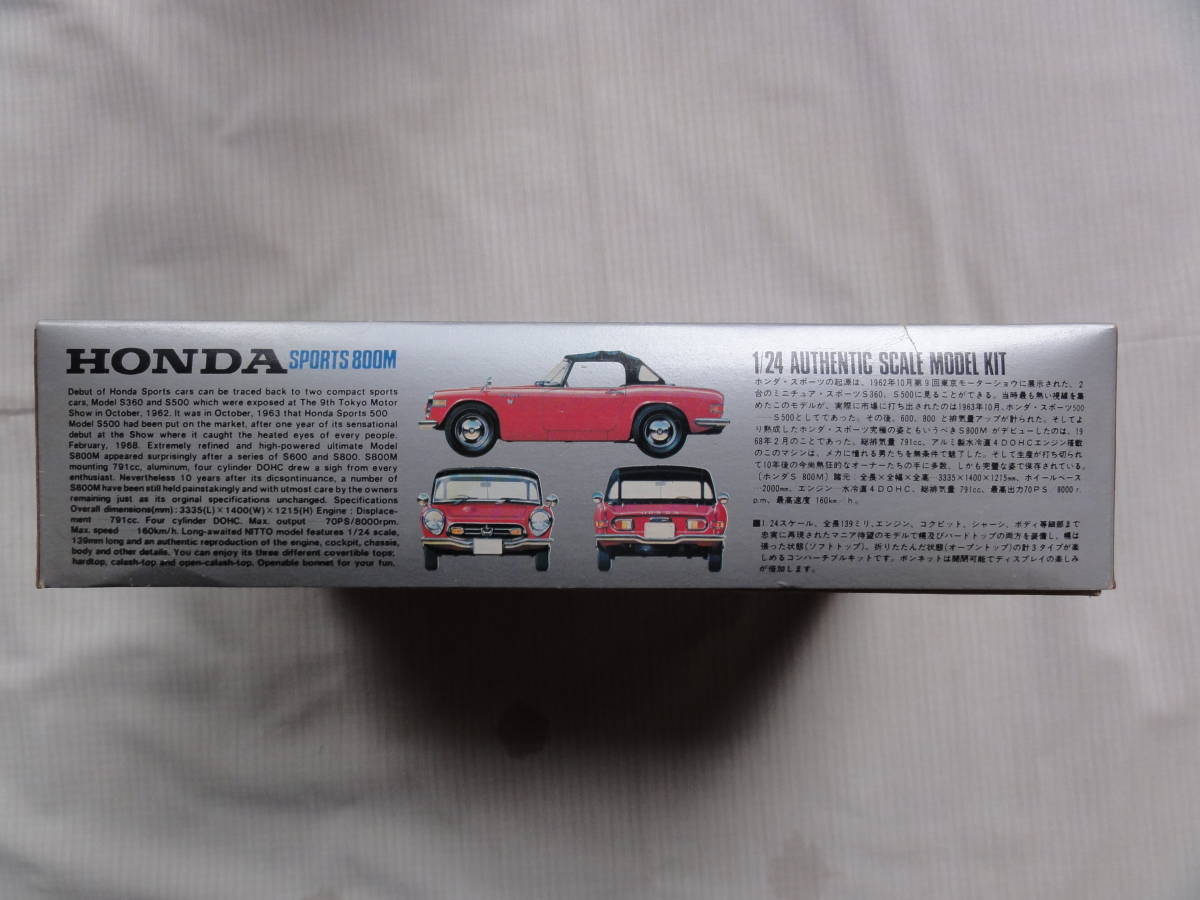 HONDA SPORTS 800M
Debut of Honda Sports cars can be traced back to two compact sports
cars, Model S360 and S500 which were exposed at The 9th Tokyo Motor
Show in October, 1962. It was in October, 1963 that Honda Sports 500
Model S500 had been put on the market, after one year of its sensational
debut at the Show where it caught the heated eyes of every people.
February, 1968. Extremely refined and high-powered ultimate Model
S800M appeared surprisingly after a series of S600 and S800. S800M
mounting 791cc, aluminum, four cylinder DOHC drew a sigh from every
enthusiast. Nevertheless 10 years after its dicsontinuance, a number of
S800M have been still held painstakingly and with utmost care by the owners
remaining just as its orginal specifications unchanged. Specifications
Overall dimensions(mm): 3335(L)×1400(W)×1215(H) Engine: Displace-
ment 791cc. Four cylinder DOHC. Max. output 70PS/8000rpm.
Max. speed 160km/h. Long-awaited NITTO model features 1/24 scale,
139mm long and an authentic reproduction of the engine, cockpit, chassis,
body and other details. You can enjoy its three different covertible tops;
hardtop, calash-top and open-calash-top. Openable bonnet for your fun.
1/24 AUTHENTIC SCALE MODEL KIT
ホンダ・スポーツの起源は、1962年10月第9回東京モーターショウに展示された、2
台のミニチュア・スポーツS360、S500に見ることができる。当時最も熱い視線を集
めたこのモデルが、実際に市場に打ち出されたのは1963年10月、ホンダ・スポーツ500
──S500としてであった。その後、600、800と排気量アップが計られた。そしてよ
り熟成したホンダ・スポーツ究極の姿ともいうべきS800Mがデビューしたのは、19
68年2月のことであった。総排気量 791cc、アルミ製水冷直4DOHCエンジン搭載
のこのマシンは、メカに憧れる男たちを無条件で魅了した。そして生産が打ち切られ
て10年後の今尚熱狂的なオーナーたちの手に多数、しかも完璧な姿で保存されている。
〔ホンダS 800M〕諸元：全長×全幅×全高─3335×1400×1215mm、ホイールベース
─2000mm、エンジン─水冷直4DOHC、総排気量 791cc、最高出力70PS／8000r.
p.m、最高速度 160km／h。
■1/24スケール、全長139ミリ、エンジン、コクピット、シャーシ、ボディ等細部まで
忠実に再現されたマニア待望のモデルで幌及びハードトップの両方を装備し、幌は
張った状態(ソフトトップ)、折りたたんだ状態(オープントップ)の計3タイプが楽
しめるコンバーチブルキットです。ボンネットは開閉可能でディスプレイの楽しみ
が倍加します。